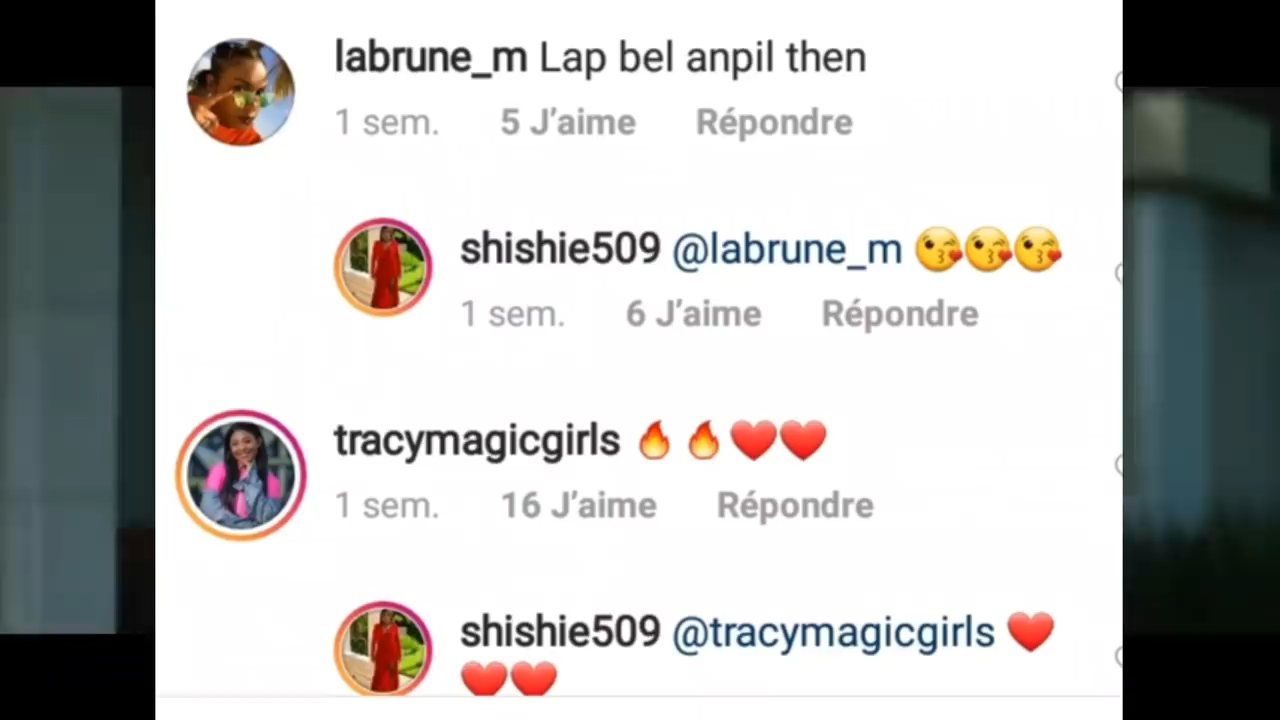 labrune_m Lap bel anpil then
1 sem. 5 J’aime Répondre
shishie509 @labrune_m 😘😘😘
1 sem. 6 J’aime Répondre
tracymagicgirls 🔥🔥❤️❤️
1 sem. 16 J’aime Répondre
shishie509 @tracymagicgirls ❤️
❤️❤️